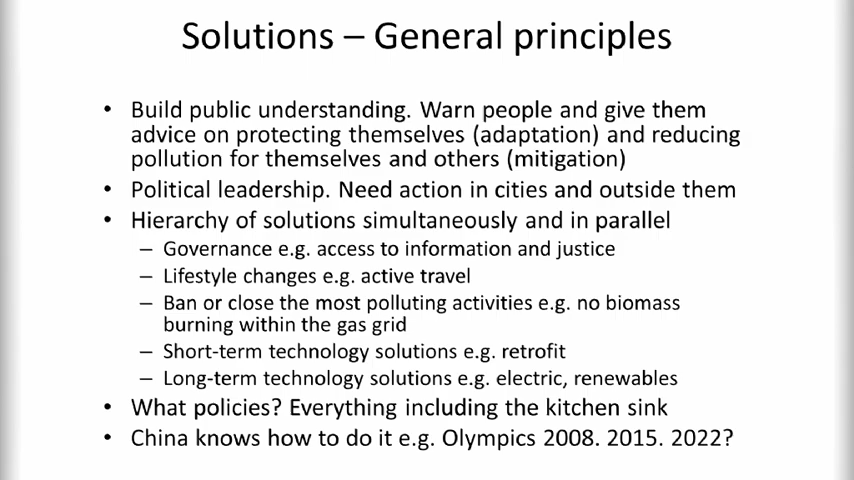 Solutions – General principles
• Build public understanding. Warn people and give them
advice on protecting themselves (adaptation) and reducing
pollution for themselves and others (mitigation)
• Political leadership. Need action in cities and outside them
• Hierarchy of solutions simultaneously and in parallel
– Governance e.g. access to information and justice
– Lifestyle changes e.g. active travel
– Ban or close the most polluting activities e.g. no biomass
burning within the gas grid
– Short-term technology solutions e.g. retrofit
– Long-term technology solutions e.g. electric, renewables
• What policies? Everything including the kitchen sink
• China knows how to do it e.g. Olympics 2008. 2015. 2022?